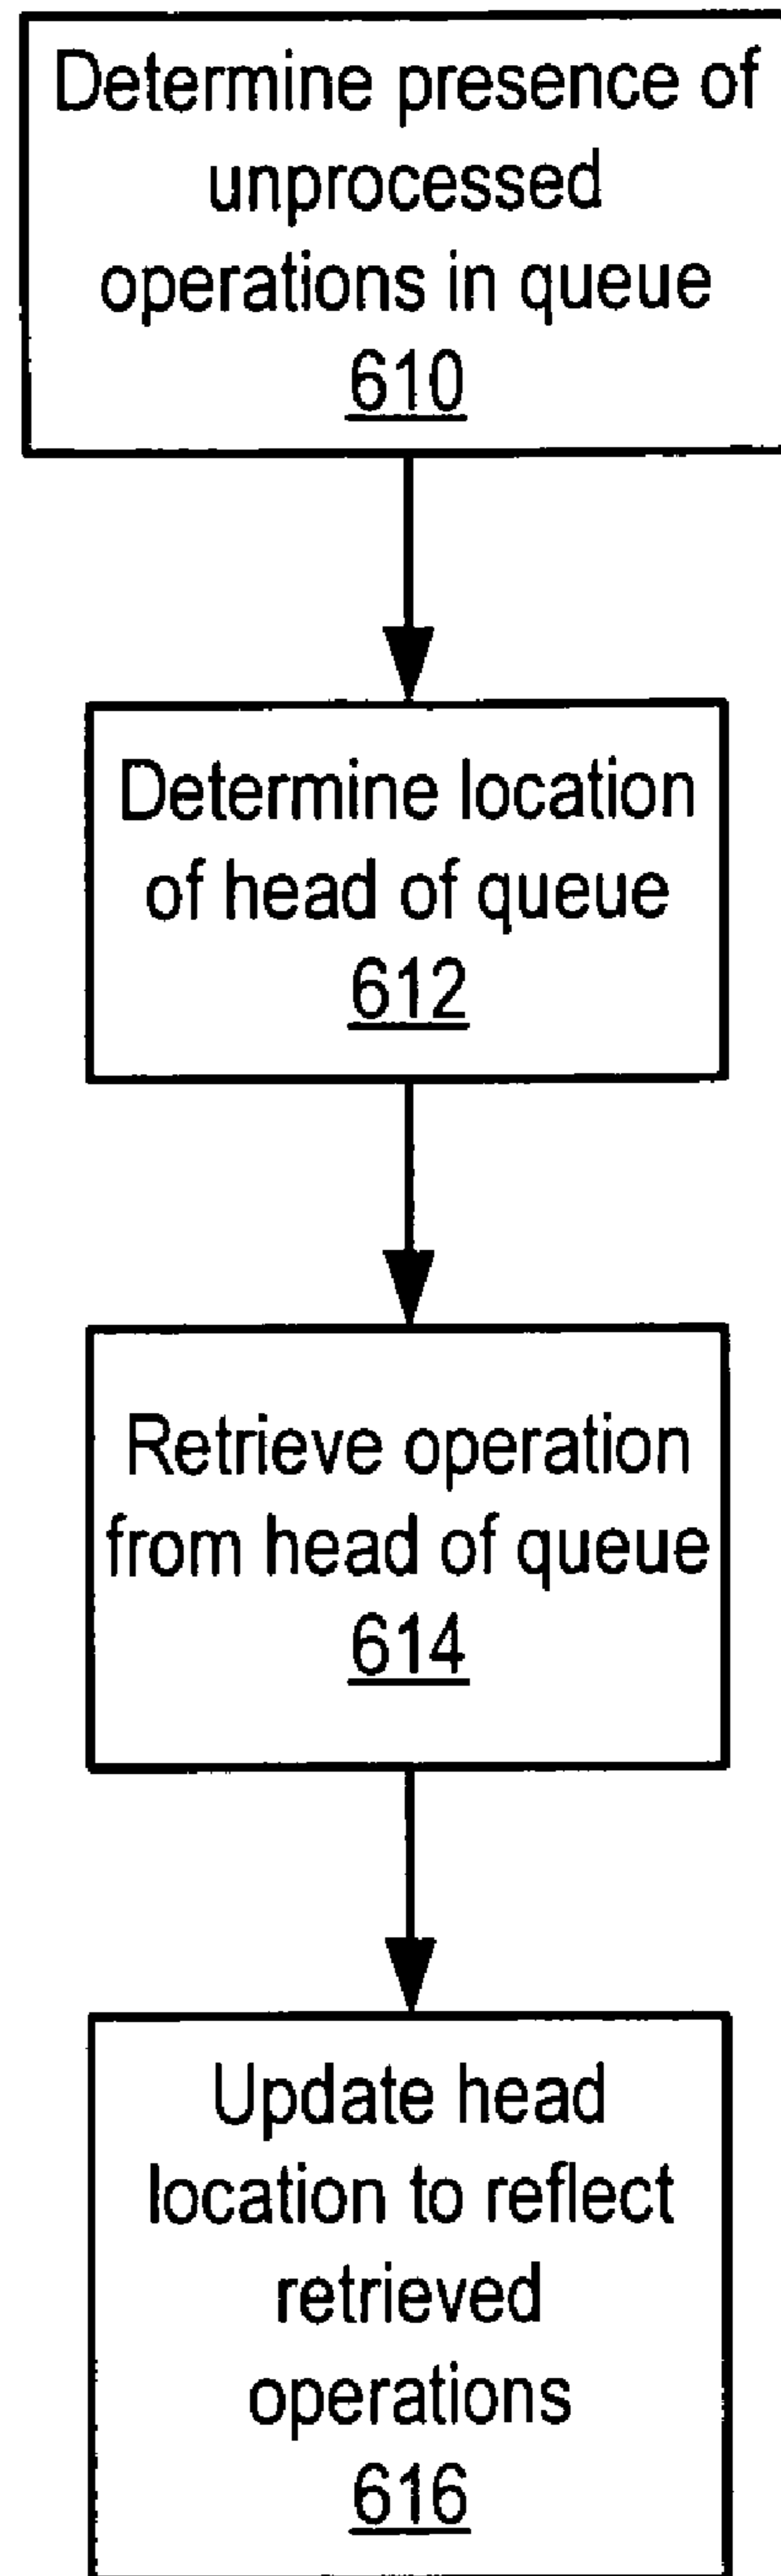 Determine presence of
unprocessed
operations in queue
610
Determine location
of head of queue
612
Retrieve operation
from head of queue
614
Update head
location to reflect
retrieved
operations
616